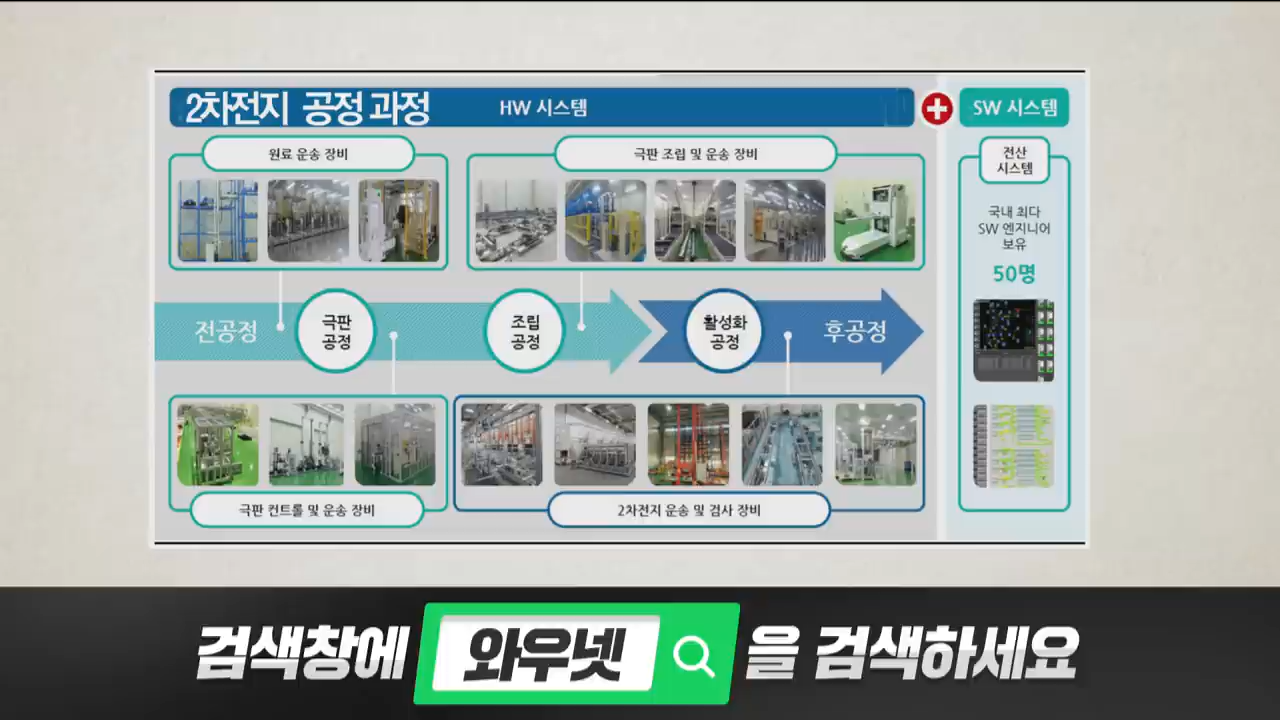 2차전지 공정 과정
HW 시스템
SW 시스템
원료 운송 장비
극판 조립 및 운송 장비
전산
시스템
국내 최다
SW 엔지니어
보유
50명
전공정
극판
공정
조립
공정
활성화
공정
후공정
극판 컨트롤 및 운송 장비
2차전지 운송 및 검사 장비
검색창에 와우넷 을 검색하세요